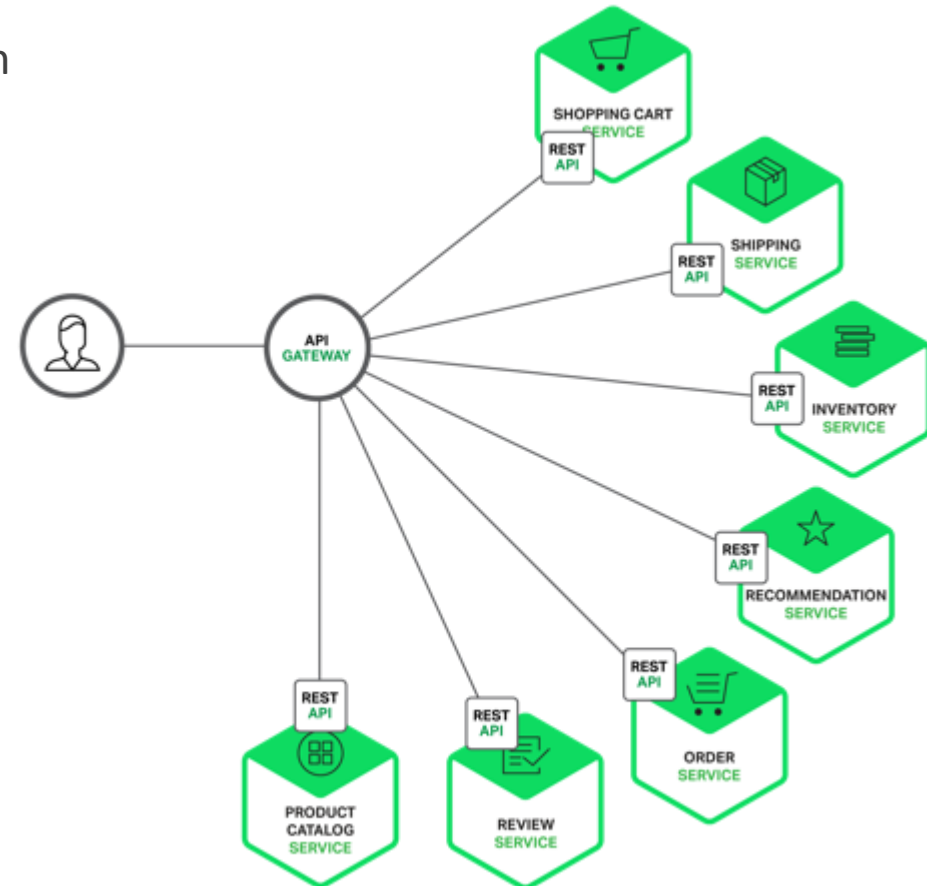 n
SHOPPING CART
SERVICE
REST
API
SHIPPING
SERVICE
REST
API
API
GATEWAY
REST
API
INVENTORY
SERVICE
REST
API
RECOMMENDATION
SERVICE
REST
API
ORDER
SERVICE
REST
API
PRODUCT
CATALOG
SERVICE
REST
API
REVIEW
SERVICE